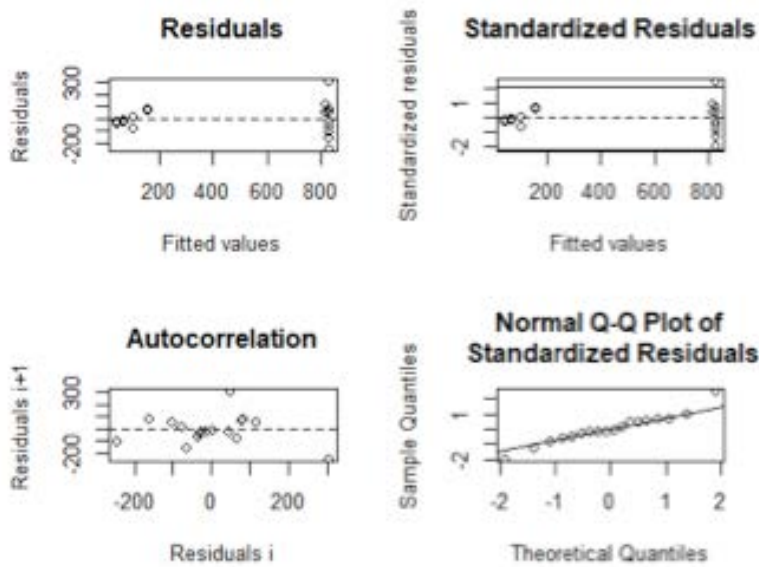 Residuals
Residuals
300
-200
200 400 600 800
Fitted values
Standardized Residuals
Standardized residuals
1
-2
200 400 600 800
Fitted values
Autocorrelation
Residuals i+1
300
-200
-200 0 200
Residuals i
Normal Q-Q Plot of
Standardized Residuals
Sample Quantiles
1
-2
-2 -1 0 1 2
Theoretical Quantiles